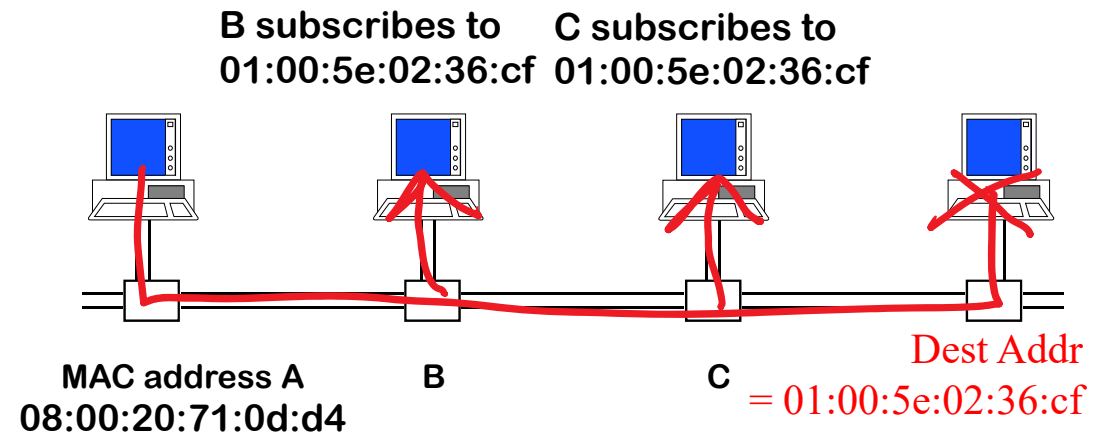 B subscribes to
01:00:5e:02:36:cf
C subscribes to
01:00:5e:02:36:cf
MAC address A
08:00:20:71:0d:d4
B
C
Dest Addr
= 01:00:5e:02:36:cf